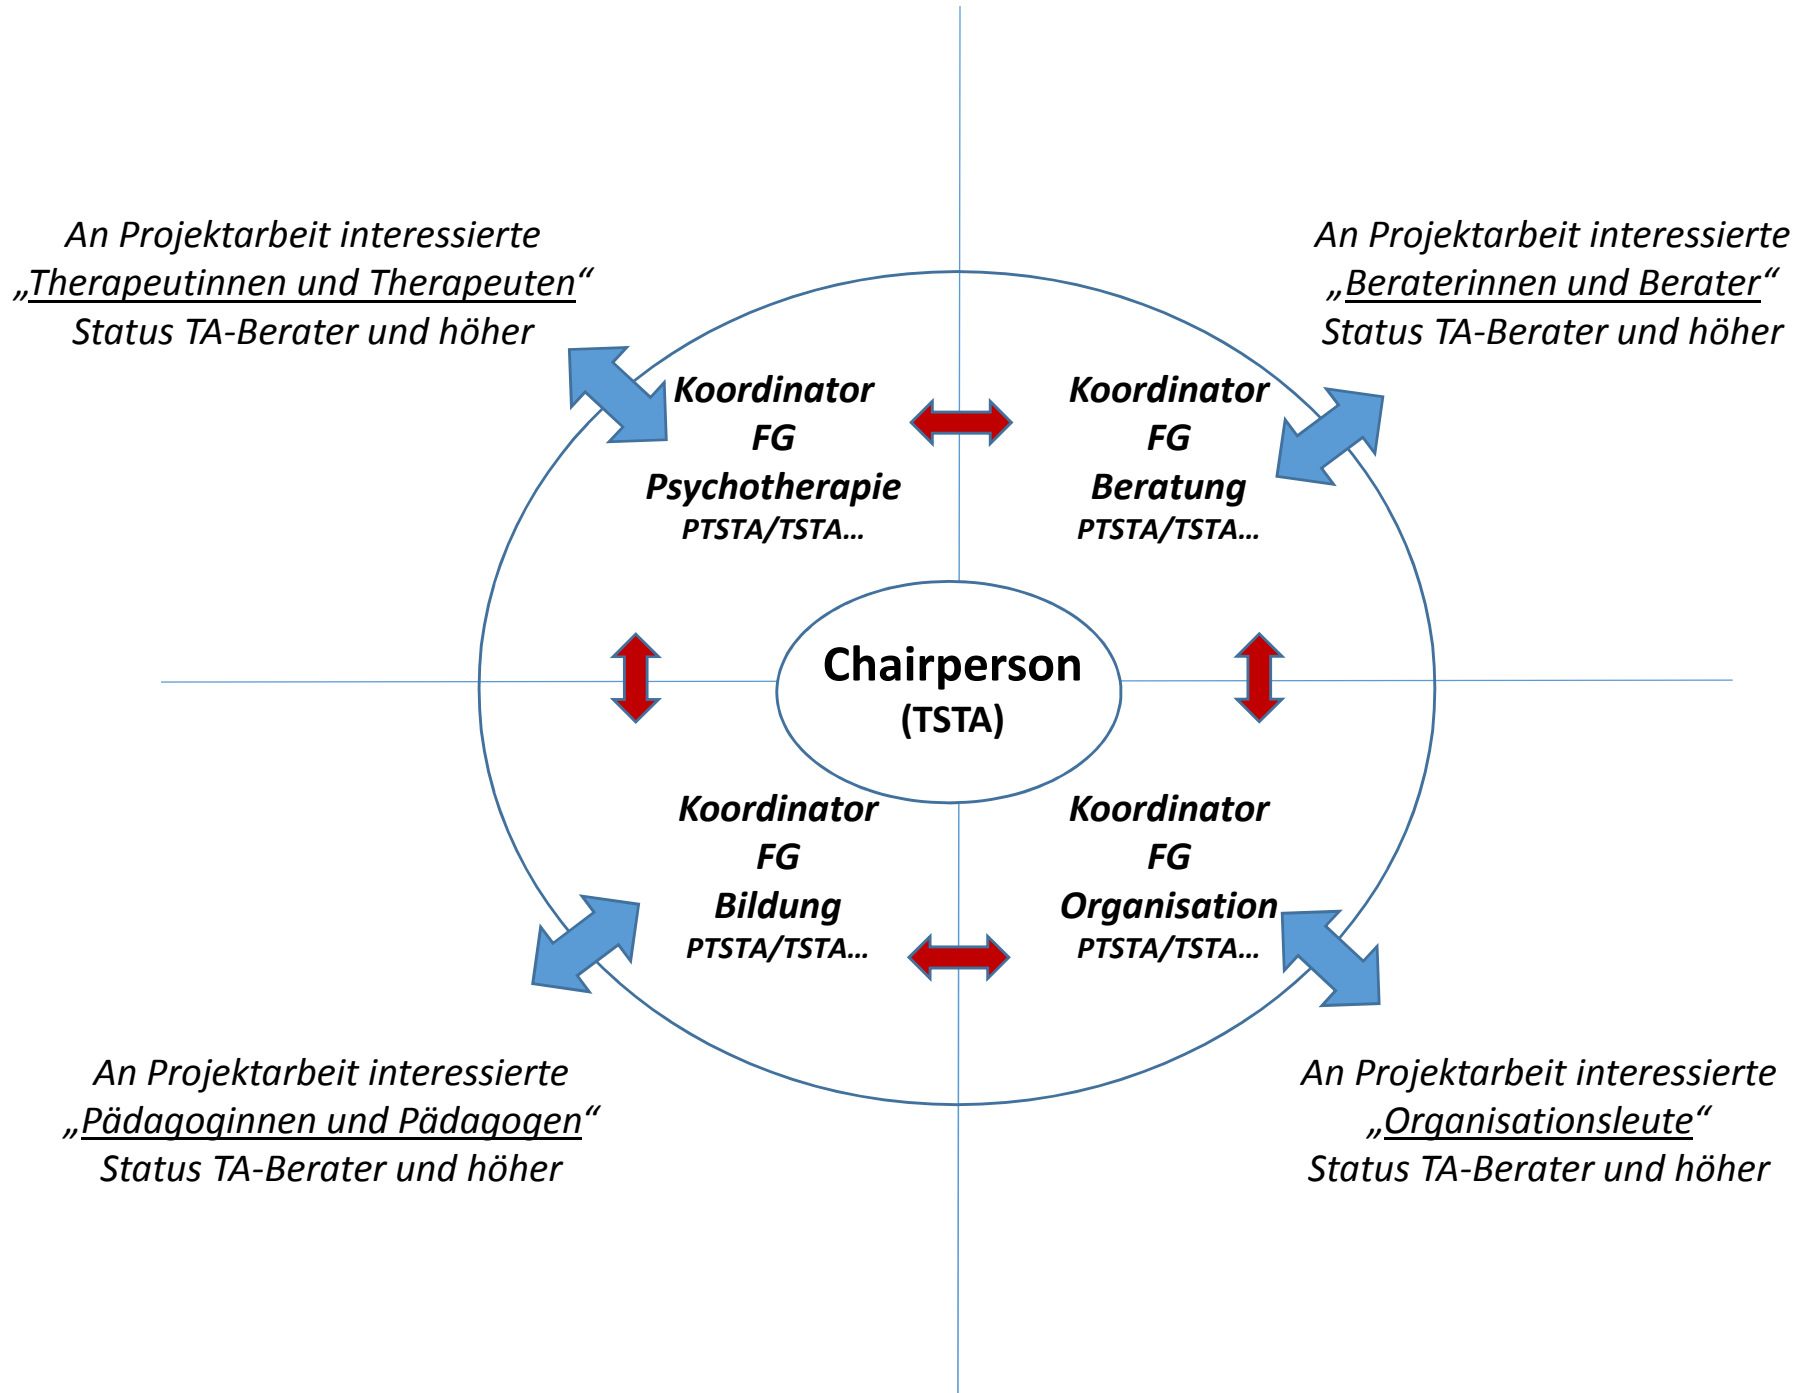 An Projektarbeit interessierte
„Therapeutinnen und Therapeuten“
Status TA-Berater und höher
An Projektarbeit interessierte
„Beraterinnen und Berater“
Status TA-Berater und höher
Koordinator
FG
Psychotherapie
PTSTA/TSTA…
Koordinator
FG
Beratung
PTSTA/TSTA…
Chairperson
(TSTA)
Koordinator
FG
Bildung
PTSTA/TSTA…
Koordinator
FG
Organisation
PTSTA/TSTA…
An Projektarbeit interessierte
„Pädagoginnen und Pädagogen“
Status TA-Berater und höher
An Projektarbeit interessierte
„Organisationsleute“
Status TA-Berater und höher